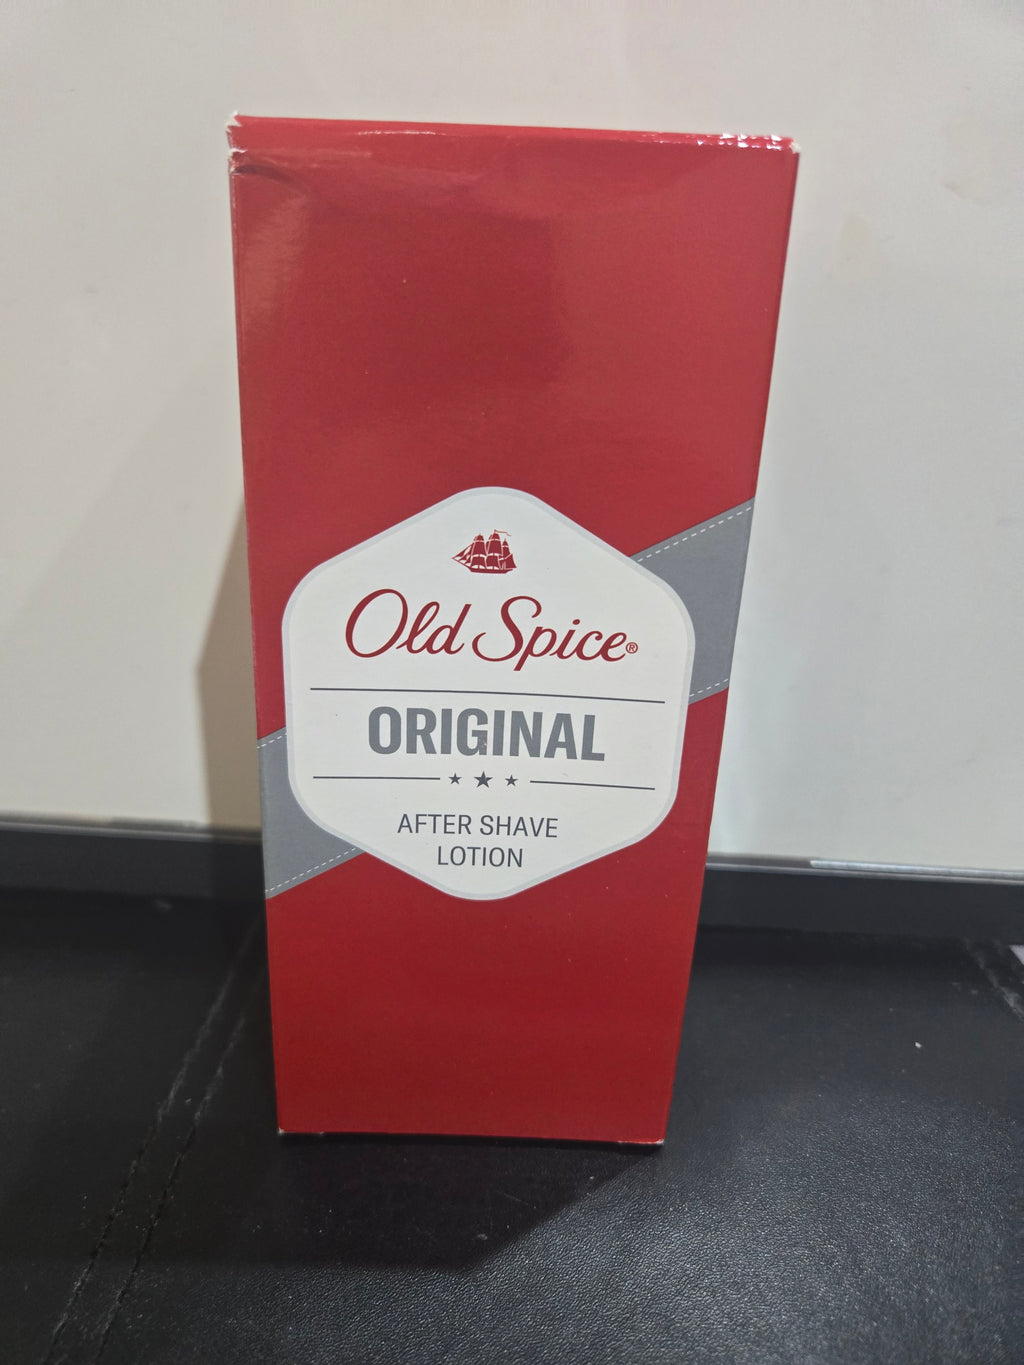 Old Spice®
ORIGINAL
AFTER SHAVE
LOTION